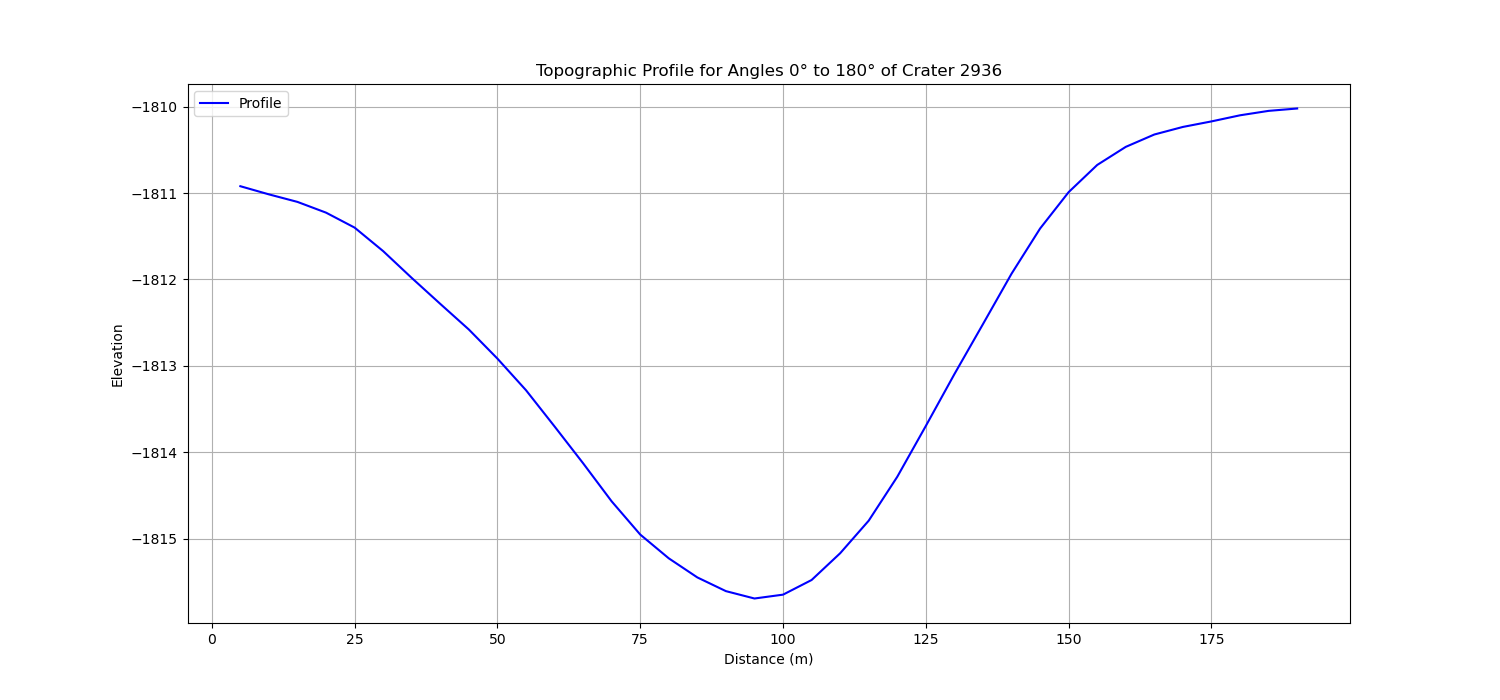 Topographic Profile for Angles 0° to 180° of Crater 2936
Profile
−1810
−1811
−1812
−1813
−1814
−1815
Elevation
0 25 50 75 100 125 150 175
Distance (m)